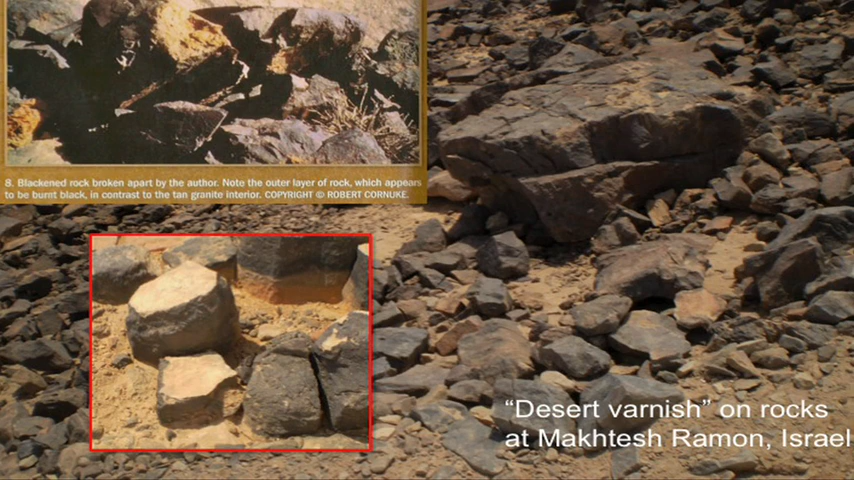 8. Blackened rock broken apart by the author. Note the outer layer of rock, which appears
to be burnt black, in contrast to the tan granite interior. COPYRIGHT © ROBERT CORNUKE.
“Desert varnish” on rocks
at Makhtesh Ramon, Israel